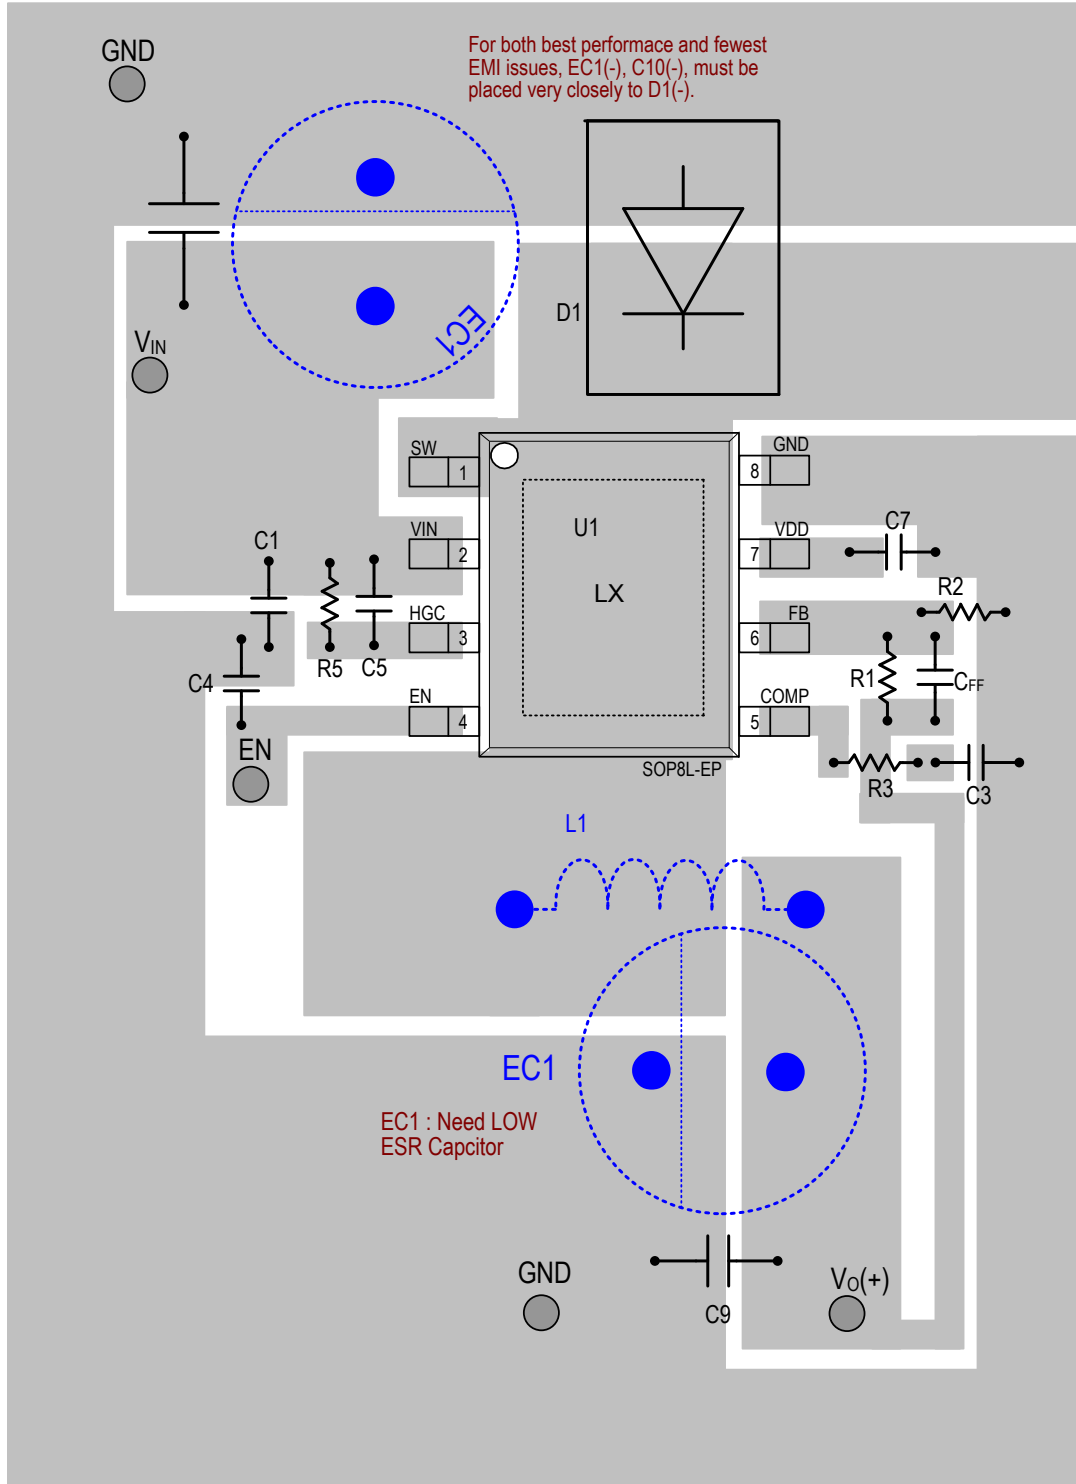 GND
For both best performace and fewest
EMI issues, EC1(-), C10(-), must be
placed very closely to D1(-).
D1
EC1
VIN
SW
1
GND
8
U1
LX
VIN
2
VDD
7
C7
C1
R2
HGC
3
FB
6
R5
C5
C4
R1
CFF
EN
4
COMP
5
EN
SOP8L-EP
R3
C3
L1
EC1
EC1 : Need LOW
ESR Capcitor
GND
VO(+)
C9